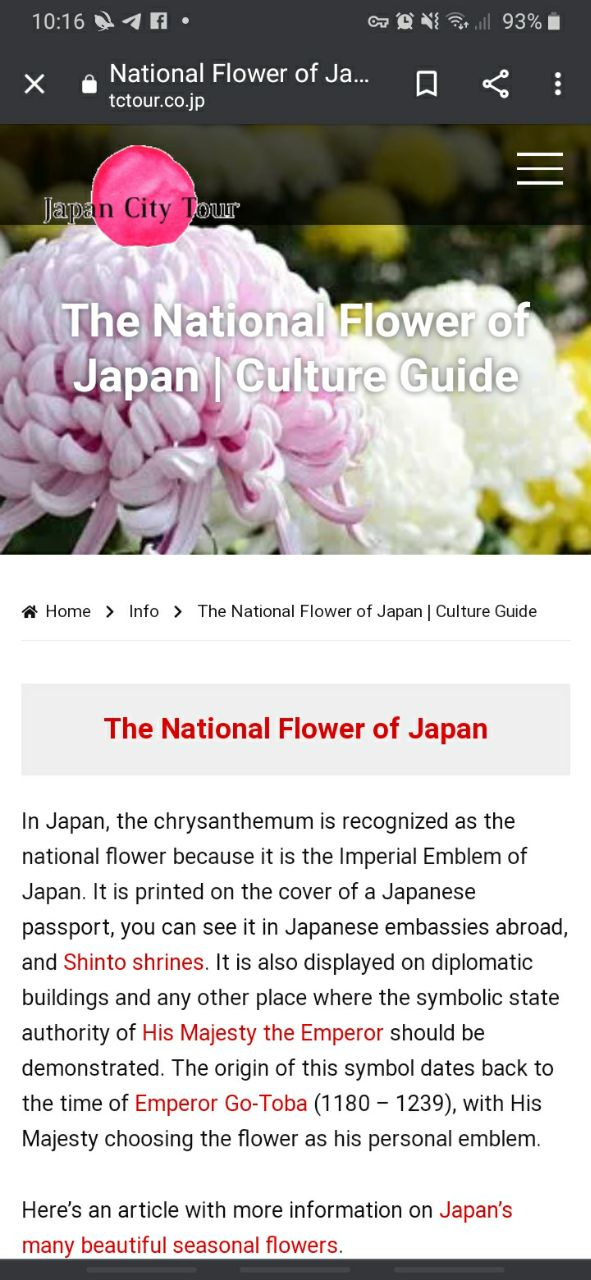 10:16
93%
National Flower of Ja...
tctour.co.jp
Japan City Tour
The National Flower of
Japan | Culture Guide
Home > Info > The National Flower of Japan | Culture Guide
The National Flower of Japan
In Japan, the chrysanthemum is recognized as the
national flower because it is the Imperial Emblem of
Japan. It is printed on the cover of a Japanese
passport, you can see it in Japanese embassies abroad,
and Shinto shrines. It is also displayed on diplomatic
buildings and any other place where the symbolic state
authority of His Majesty the Emperor should be
demonstrated. The origin of this symbol dates back to
the time of Emperor Go-Toba (1180 – 1239), with His
Majesty choosing the flower as his personal emblem.
Here’s an article with more information on Japan’s
many beautiful seasonal flowers.